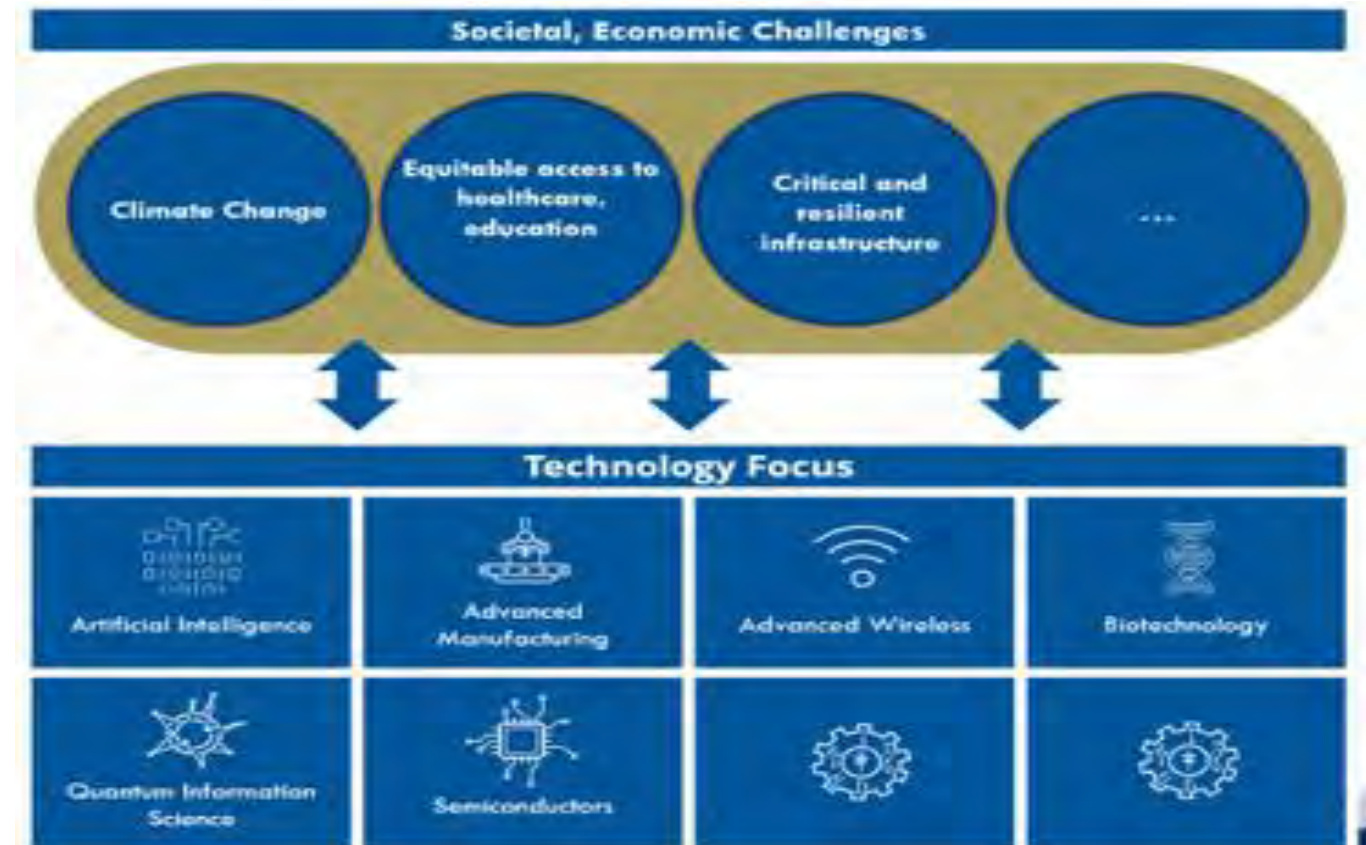 Societal, Economic Challenges
Climate Change
Equitable access to
healthcare,
education
Critical and
resilient
infrastructure
...
Technology Focus
Artificial Intelligence
Advanced
Manufacturing
Advanced Wireless
Biotechnology
Quantum Information
Science
Semiconductors